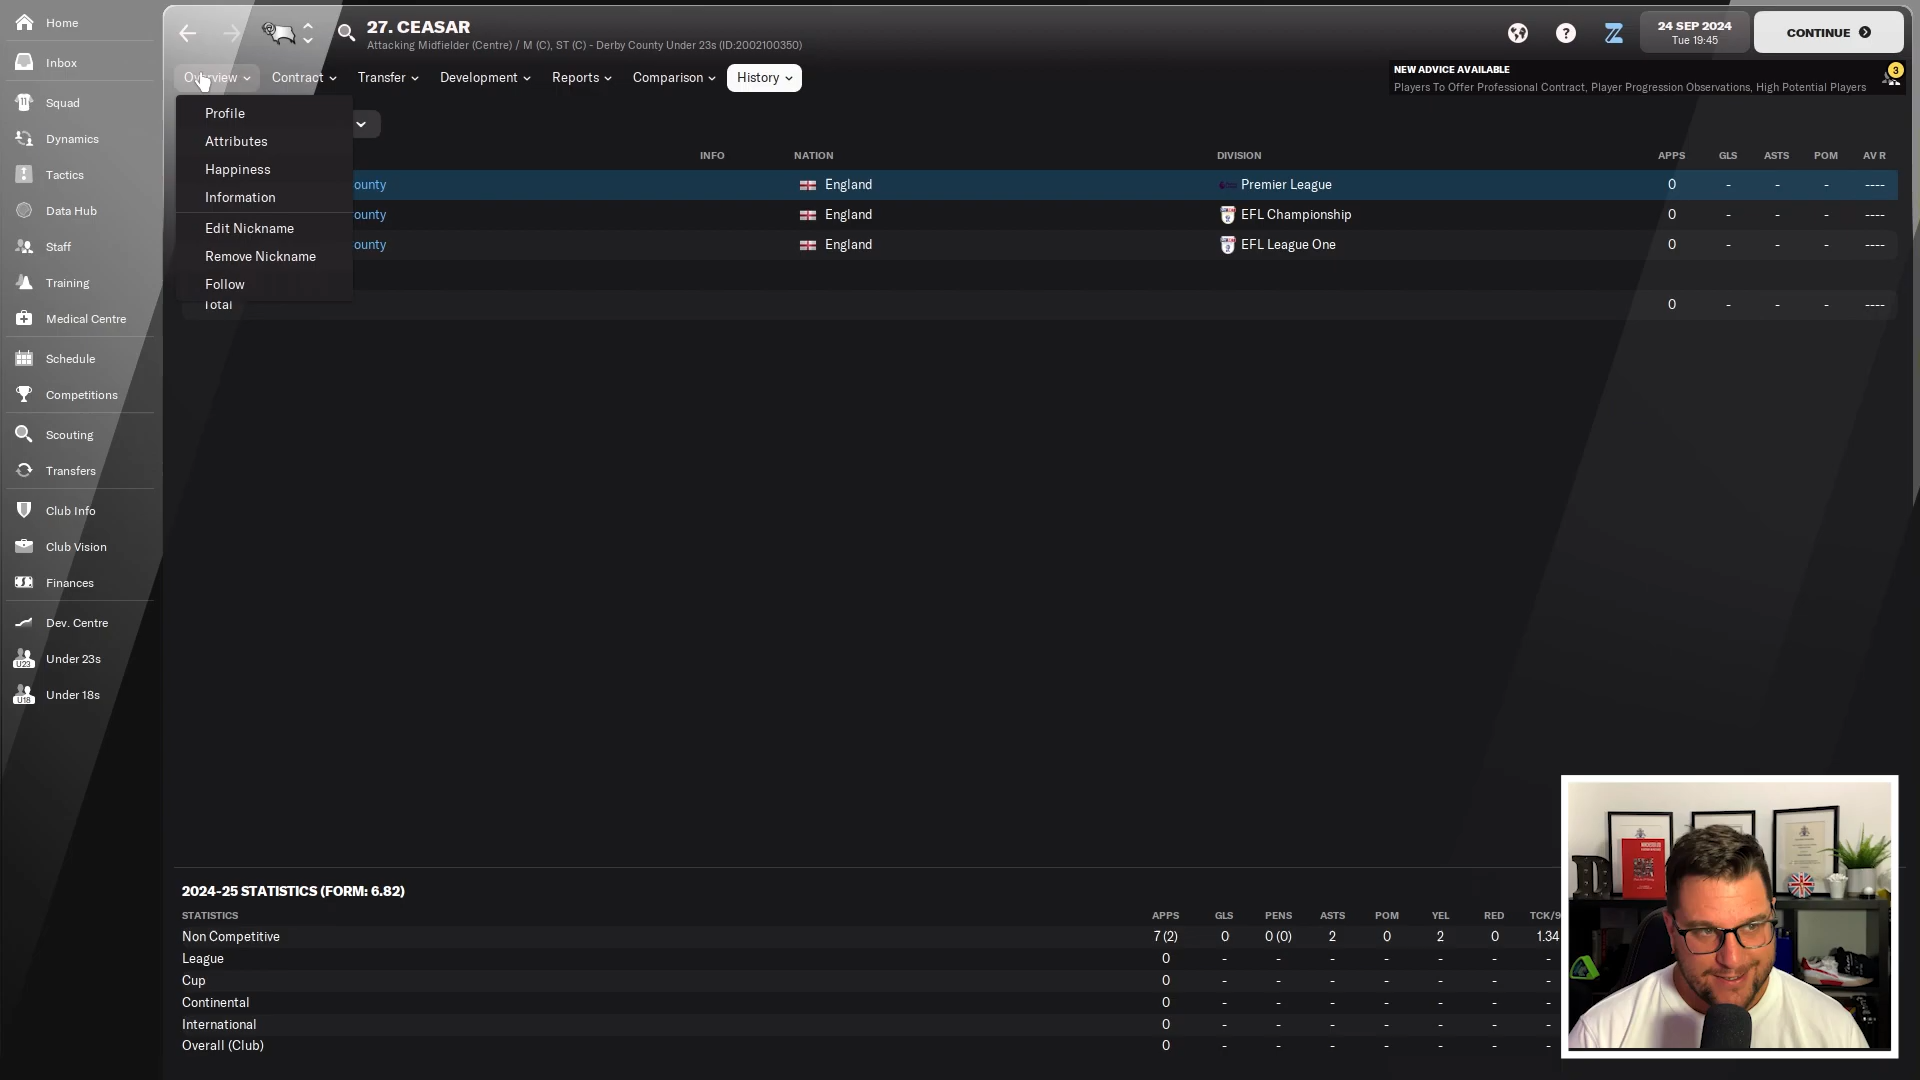 Home
Inbox
Squad
Dynamics
Tactics
Data Hub
Staff
Training
Medical Centre
Schedule
Competitions
Scouting
Transfers
Club Info
Club Vision
Finances
Dev. Centre
U23 Under 23s
U18 Under 18s
27. CEASAR
Attacking Midfielder (Centre) / M (C), ST (C) - Derby County Under 23s (ID:2002100350)
24 SEP 2024
Tue 19:45
CONTINUE
Overview Contract Transfer Development Reports Comparison History
NEW ADVICE AVAILABLE
Players To Offer Professional Contract, Player Progression Observations, High Potential Players
3
Profile
Attributes
Happiness
Information
Edit Nickname
Remove Nickname
Follow
INFO NATION DIVISION APPS GLS ASTS POM AV R
ounty England Premier League 0 - - - ----
ounty England EFL Championship 0 - - - ----
ounty England EFL League One 0 - - - ----
Total 0 - - - ----
2024-25 STATISTICS (FORM: 6.82)
STATISTICS APPS GLS PENS ASTS POM YEL RED TCK/9
Non Competitive 7 (2) 0 0 (0) 2 0 2 0 1.34
League 0 - - - - - - -
Cup 0 - - - - - - -
Continental 0 - - - - - - -
International 0 - - - - - - -
Overall (Club) 0 - - - - - - -